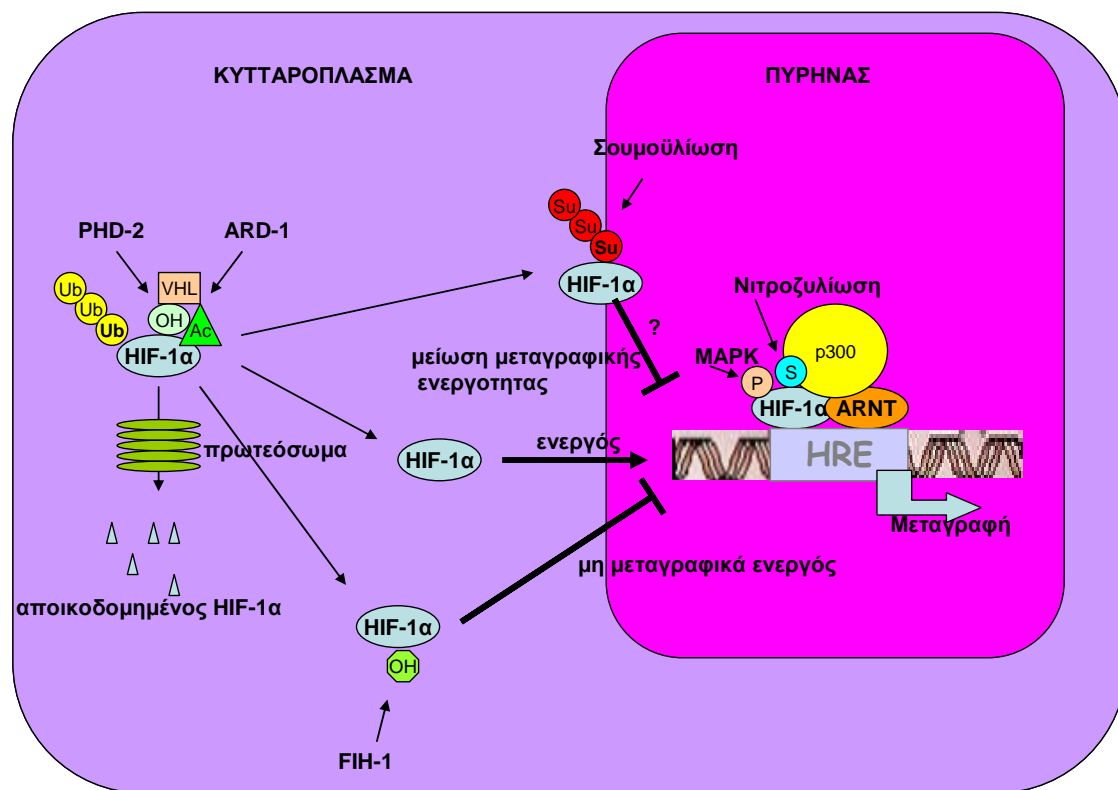 ΚΥΤΤΑΡΟΠΛΑΣΜΑ
ΠΥΡΗΝΑΣ
Σουμοϋλίωση
Su
Su
Su
HIF-1α
PHD-2
ARD-1
VHL
OH
Ac
Ub
Ub
Ub
HIF-1α
?
μείωση μεταγραφικής
ενεργοτητας
Νιτροζυλίωση
MAPK
p300
P
S
HIF-1α
ARNT
HRE
Μεταγραφή
πρωτεόσωμα
HIF-1α
ενεργός
μη μεταγραφικά ενεργός
αποικοδομημένος HIF-1α
HIF-1α
OH
FIH-1